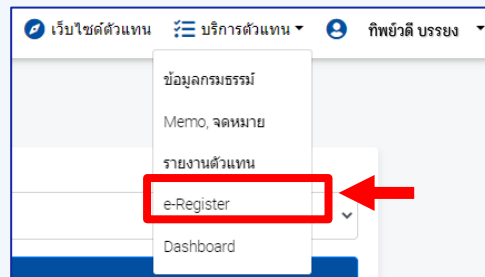 เว็บไซต์ตัวแทน บริการตัวแทน ทิพย์วดี บรรยง
ข้อมูลกรมธรรม์
Memo, จดหมาย
รายงานตัวแทน
e-Register
Dashboard